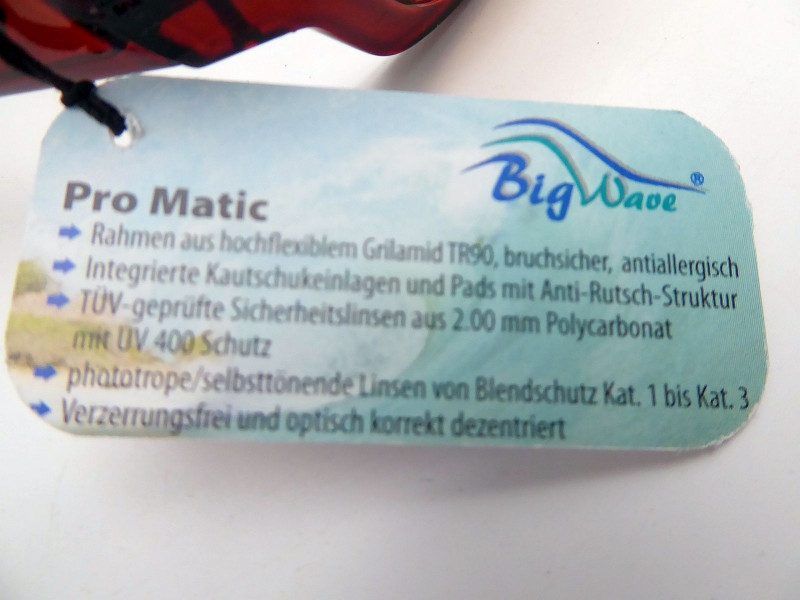 Big Wave ®
Pro Matic
Rahmen aus hochflexiblem Grilamid TR90, bruchsicher, antiallergisch
Integrierte Kautschukeinlagen und Pads mit Anti-Rutsch-Struktur
TÜV-geprüfte Sicherheitslinsen aus 2.00 mm Polycarbonat
mit UV 400 Schutz
phototrope/selbsttönende Linsen von Blendschutz Kat. 1 bis Kat. 3
Verzerrungsfrei und optisch korrekt dezentriert